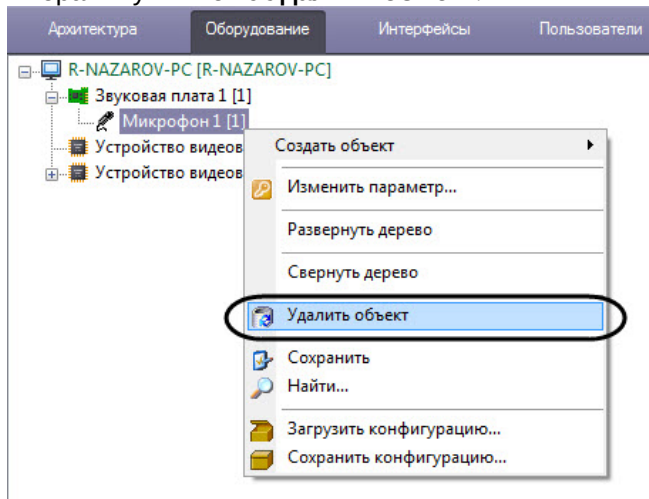 Архитектура Оборудование Интерфейсы Пользователи
R-NAZAROV-PC [R-NAZAROV-PC]
Звуковая плата 1 [1]
Микрофон 1 [1]
Устройство видеов
Устройство видеов
Создать объект
Изменить параметр...
Развернуть дерево
Свернуть дерево
Удалить объект
Сохранить
Найти...
Загрузить конфигурацию...
Сохранить конфигурацию...